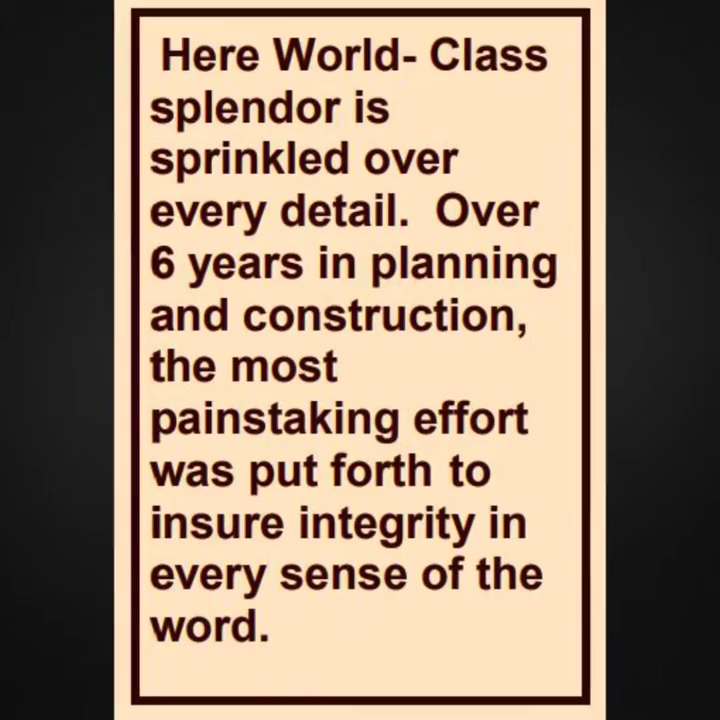 Here World- Class
splendor is
sprinkled over
every detail.  Over
6 years in planning
and construction,
the most
painstaking effort
was put forth to
insure integrity in
every sense of the
word.